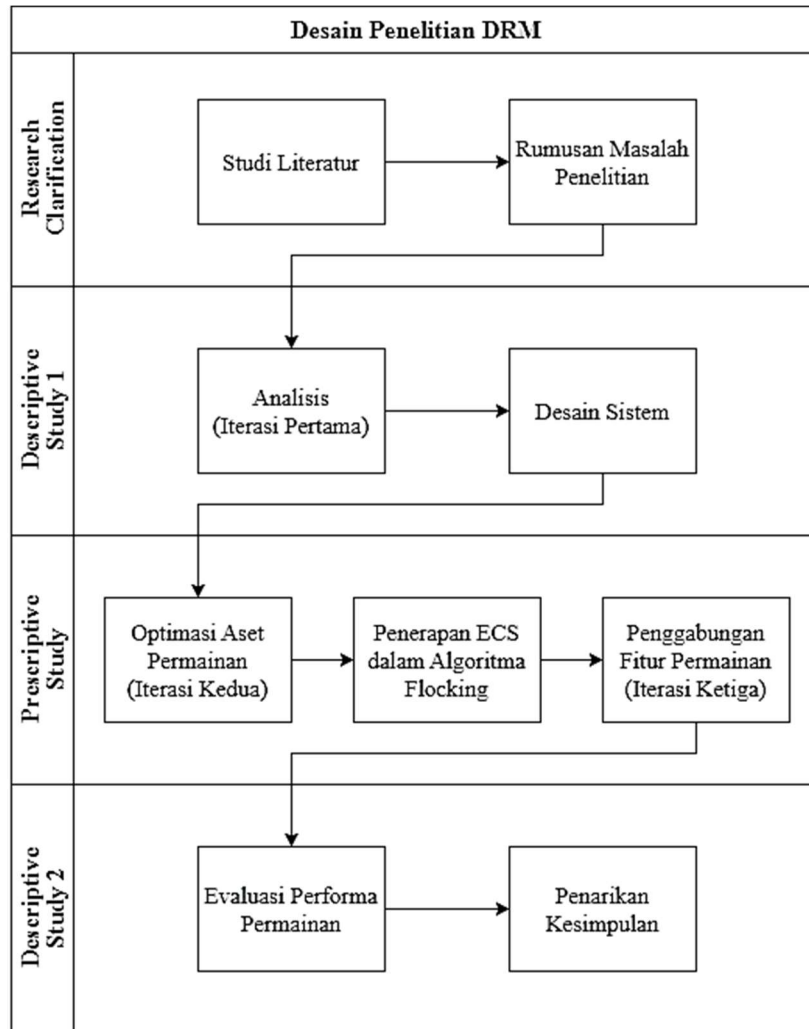 Desain Penelitian DRM
Research
Clarification
Studi Literatur
Rumusan Masalah
Penelitian
Descriptive
Study 1
Analisis
(Iterasi Pertama)
Desain Sistem
Prescriptive
Study
Optimasi Aset
Permainan
(Iterasi Kedua)
Penerapan ECS
dalam Algoritma
Flocking
Penggabungan
Fitur Permainan
(Iterasi Ketiga)
Descriptive
Study 2
Evaluasi Performa
Permainan
Penarikan
Kesimpulan